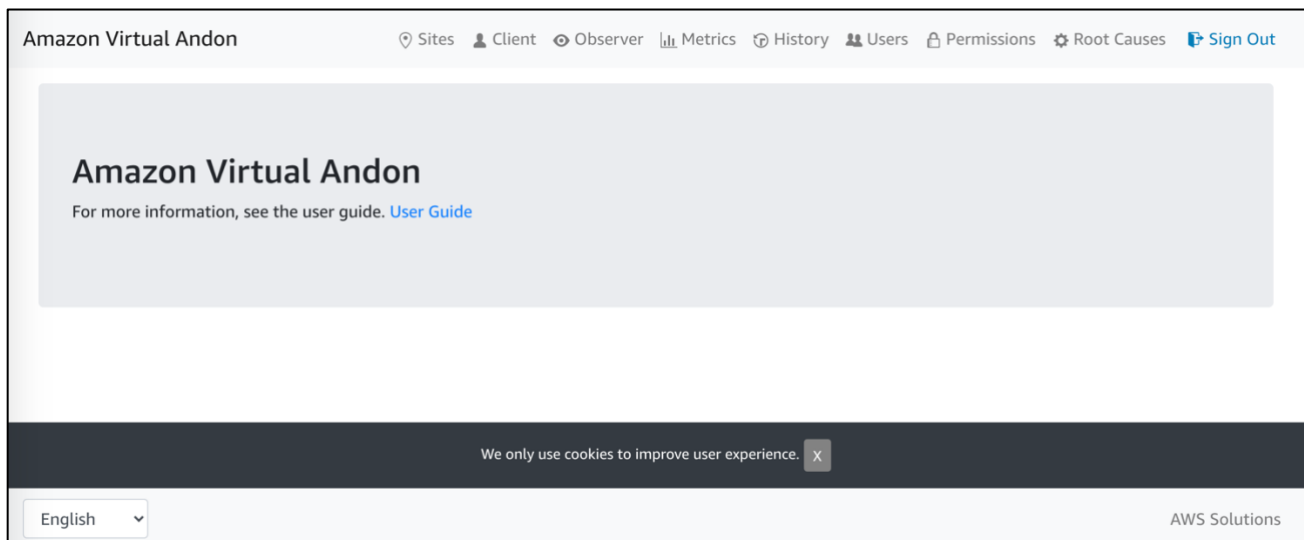 Amazon Virtual Andon Sites Client Observer Metrics History Users Permissions Root Causes Sign Out
Amazon Virtual Andon
For more information, see the user guide. User Guide
We only use cookies to improve user experience. X
English AWS Solutions